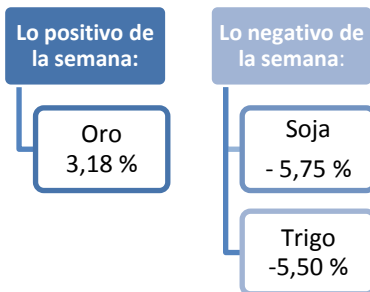 Lo positivo de
la semana:
Oro
3,18 %
Lo negativo de
la semana:
Soja
- 5,75 %
Trigo
-5,50 %